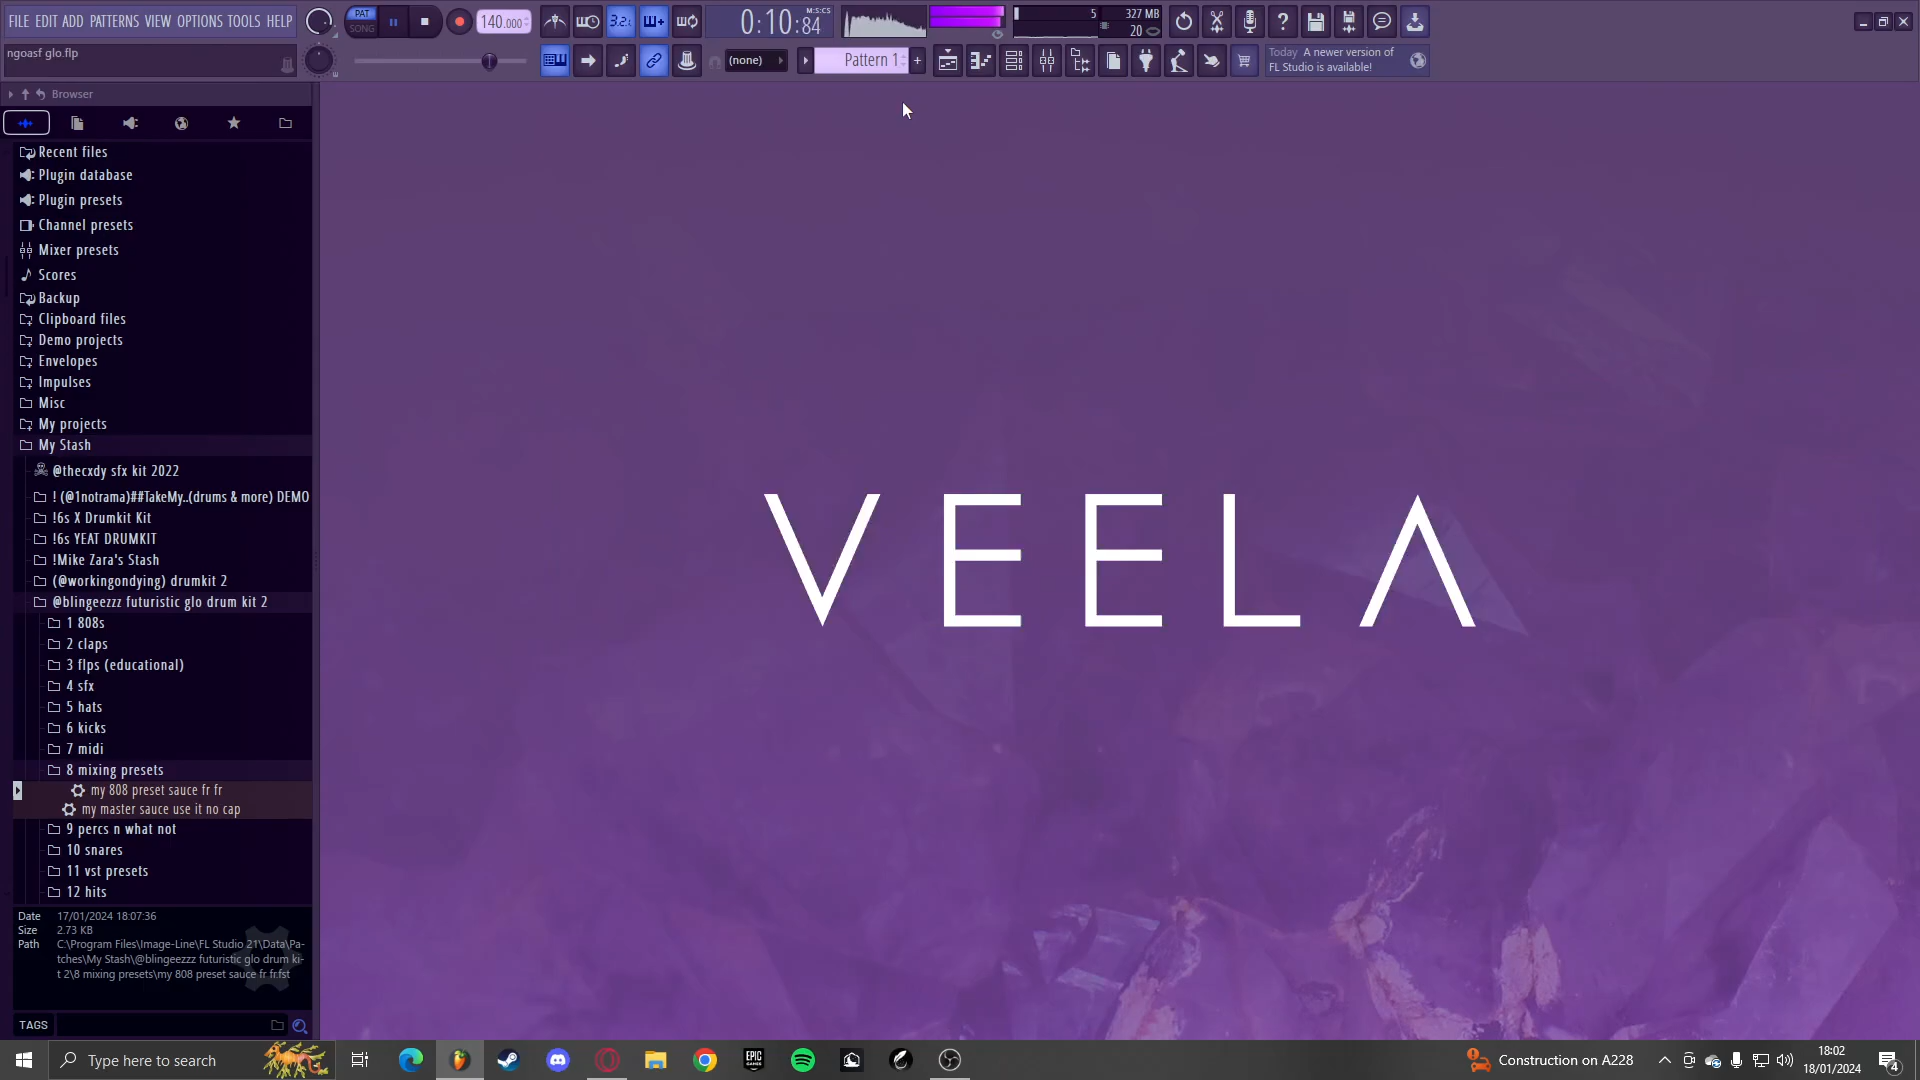 FILE EDIT ADD PATTERNS VIEW OPTIONS TOOLS HELP
PAT
SONG
140.000
3.2.
0:10:84
M:S:CS
5
327 MB
20
ngoasf glo.flp
(none)
Pattern 1
+
Today A newer version of
FL Studio is available!
Browser
Recent files
Plugin database
Plugin presets
Channel presets
Mixer presets
Scores
Backup
Clipboard files
Demo projects
Envelopes
Impulses
Misc
My projects
My Stash
@thecxdy sfx kit 2022
! (@1notrama)##TakeMy..(drums & more) DEMO
!6s X Drumkit Kit
!6s YEAT DRUMKIT
!Mike Zara's Stash
(@workingondying) drumkit 2
@blingeezzz futuristic glo drum kit 2
1 808s
2 claps
3 flps (educational)
4 sfx
5 hats
6 kicks
7 midi
8 mixing presets
my 808 preset sauce fr fr
my master sauce use it no cap
9 percs n what not
10 snares
11 vst presets
12 hits
Date 17/01/2024 18:07:36
Size 2.73 KB
Path C:\Program Files\Image-Line\FL Studio 21\Data\Pa-
tches\My Stash\@blingeezzz futuristic glo drum ki-
t 2\8 mixing presets\my 808 preset sauce fr fr.fst
TAGS
VEELA
Type here to search
EPIC GAMES
Construction on A228
18:02
18/01/2024
4